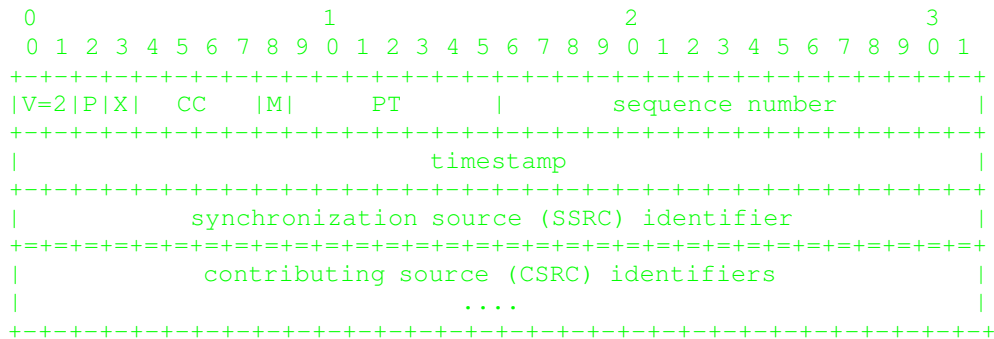 0                   1                   2                   3
 0 1 2 3 4 5 6 7 8 9 0 1 2 3 4 5 6 7 8 9 0 1 2 3 4 5 6 7 8 9 0 1
+-+-+-+-+-+-+-+-+-+-+-+-+-+-+-+-+-+-+-+-+-+-+-+-+-+-+-+-+-+-+-+-+
|V=2|P|X|  CC   |M|     PT      |       sequence number         |
+-+-+-+-+-+-+-+-+-+-+-+-+-+-+-+-+-+-+-+-+-+-+-+-+-+-+-+-+-+-+-+-+
|                           timestamp                           |
+-+-+-+-+-+-+-+-+-+-+-+-+-+-+-+-+-+-+-+-+-+-+-+-+-+-+-+-+-+-+-+-+
|           synchronization source (SSRC) identifier            |
+=+=+=+=+=+=+=+=+=+=+=+=+=+=+=+=+=+=+=+=+=+=+=+=+=+=+=+=+=+=+=+=+
|            contributing source (CSRC) identifiers             |
|                             ....                              |
+-+-+-+-+-+-+-+-+-+-+-+-+-+-+-+-+-+-+-+-+-+-+-+-+-+-+-+-+-+-+-+-+